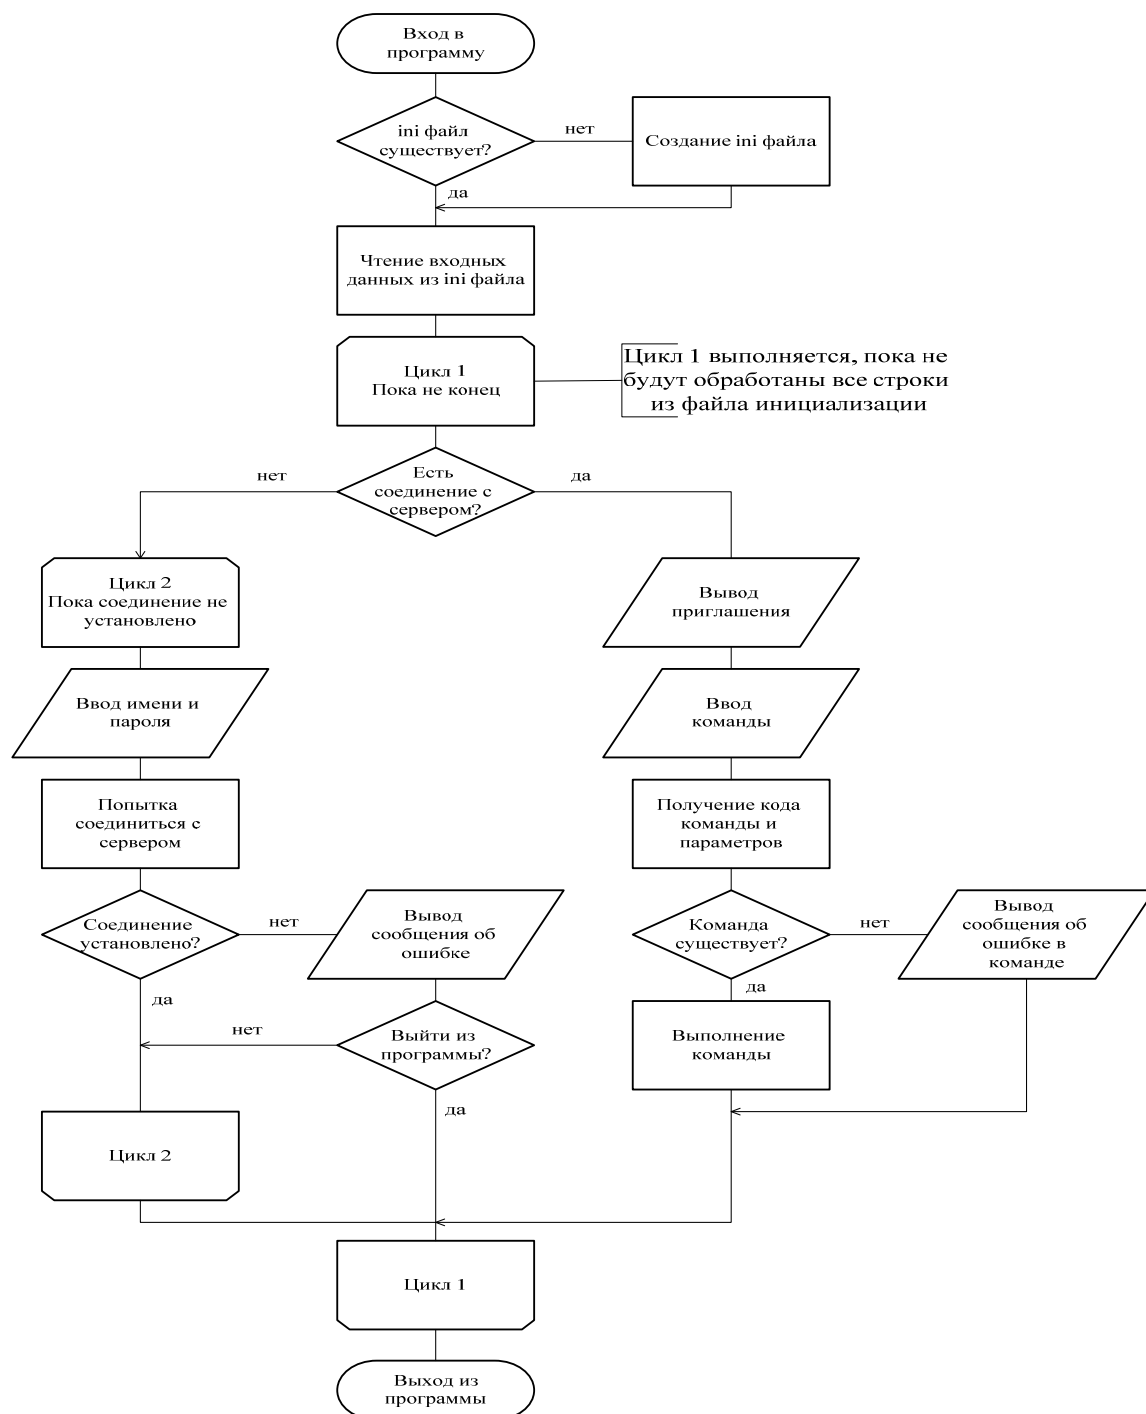 Вход в
программу
ini файл
существует?
нет
Создание ini файла
да
Чтение входных
данных из ini файла
Цикл 1
Пока не конец
Цикл 1 выполняется, пока не
будут обработаны все строки
из файла инициализации
Есть
соединение с
сервером?
нет
да
Цикл 2
Пока соединение не
установлено
Ввод имени и
пароля
Попытка
соединиться с
сервером
Соединение
установлено?
нет
Вывод
сообщения об
ошибке
да
нет
Выйти из
программы?
да
Цикл 2
Вывод
приглашения
Ввод
команды
Получение кода
команды и
параметров
Команда
существует?
нет
Вывод
сообщения об
ошибке в
команде
да
Выполнение
команды
Цикл 1
Выход из
программы